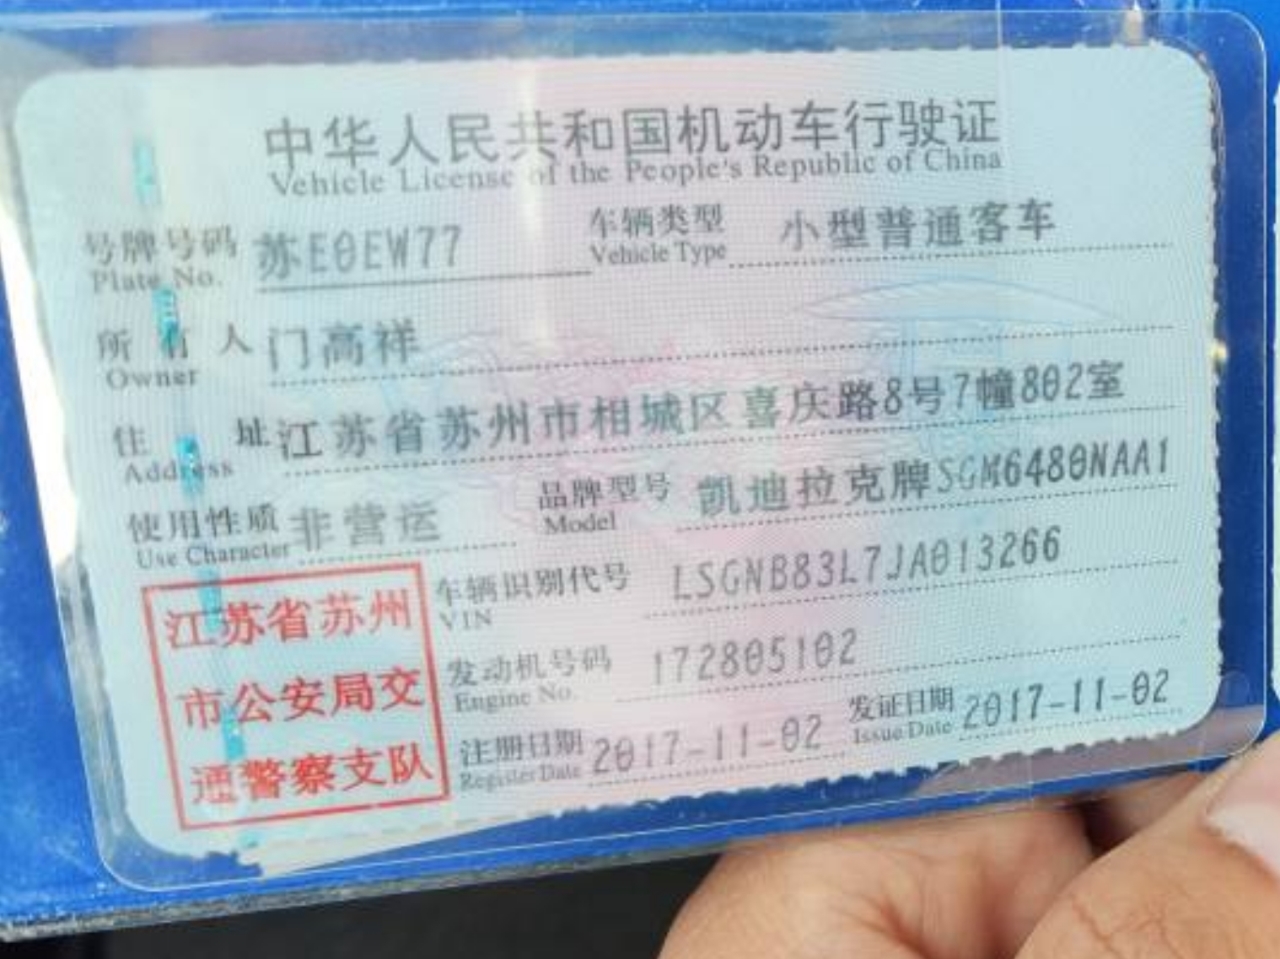 中华人民共和国机动车行驶证
Vehicle License of the People's Republic of China
号牌号码 苏E0EW77 车辆类型 小型普通客车
Plate No. Vehicle Type
所有人 门高祥
Owner
住址 江苏省苏州市相城区喜庆路8号7幢802室
Address
使用性质 非营运 品牌型号 凯迪拉克牌SGM6480NAA1
Use Character Model
江苏省苏州
市公安局交
通警察支队
车辆识别代号 LSGNB83L7JA013266
VIN
发动机号码 172805102
Engine No.
注册日期 2017-11-02 发证日期 2017-11-02
Register Date Issue Date